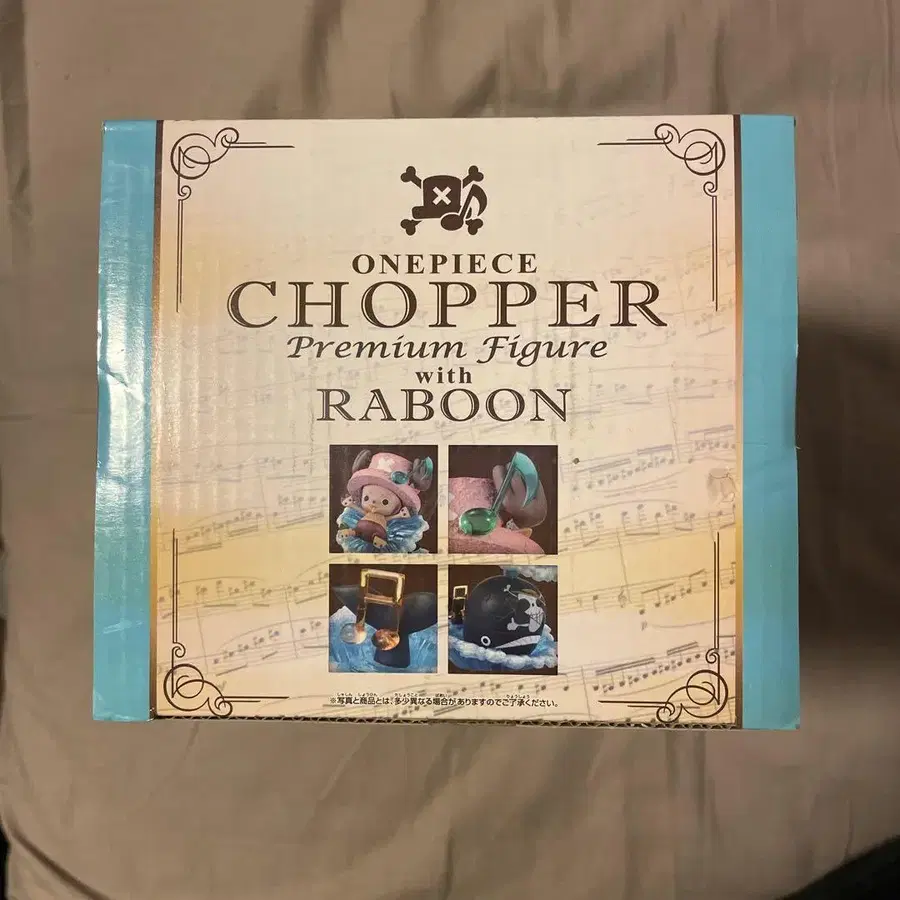 ONEPIECE
CHOPPER
Premium Figure
with
RABOON
※写真と商品とは、多少異なる場合がありますのでご了承ください。